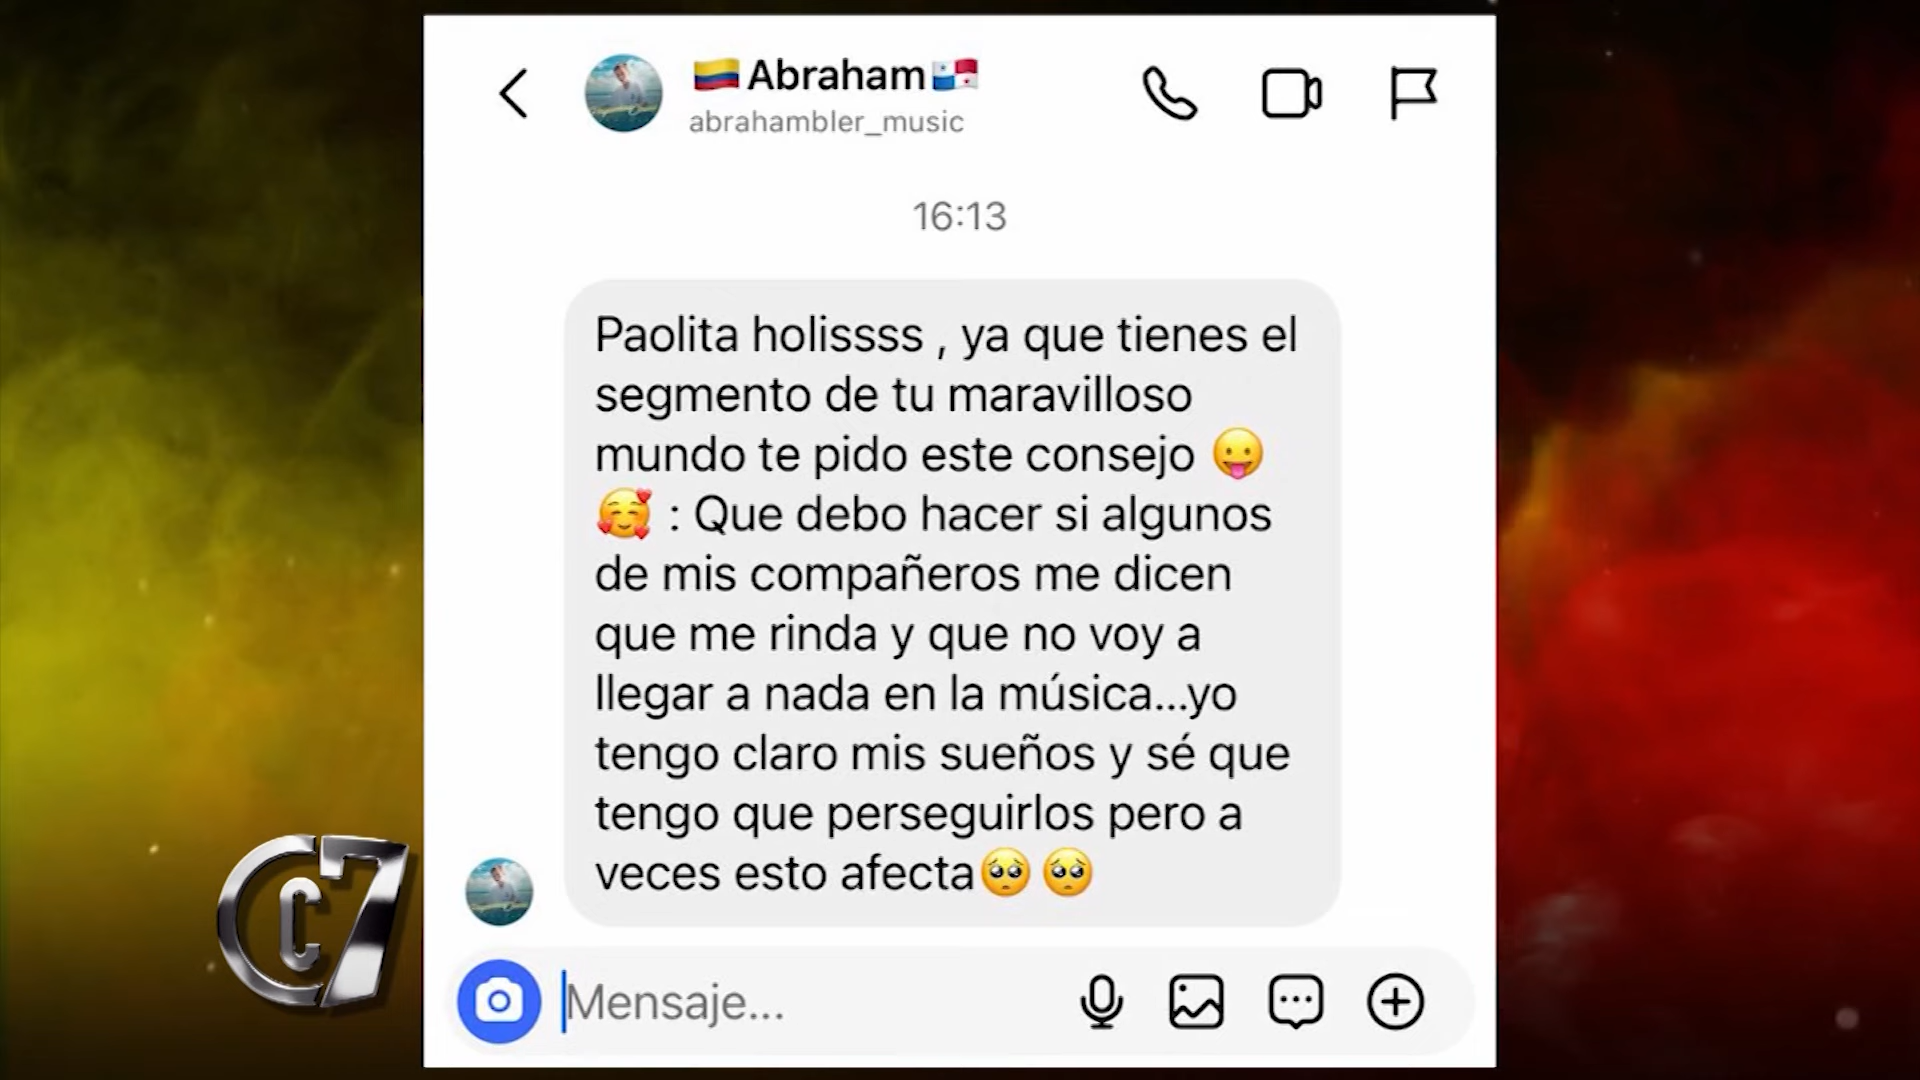 🇨🇴Abraham🇵🇦
abrahambler_music
16:13
Paolita holissss , ya que tienes el
segmento de tu maravilloso
mundo te pido este consejo 😛
🥰 : Que debo hacer si algunos
de mis compañeros me dicen
que me rinda y que no voy a
llegar a nada en la música...yo
tengo claro mis sueños y sé que
tengo que perseguirlos pero a
veces esto afecta🥺🥺
Mensaje...
CC7